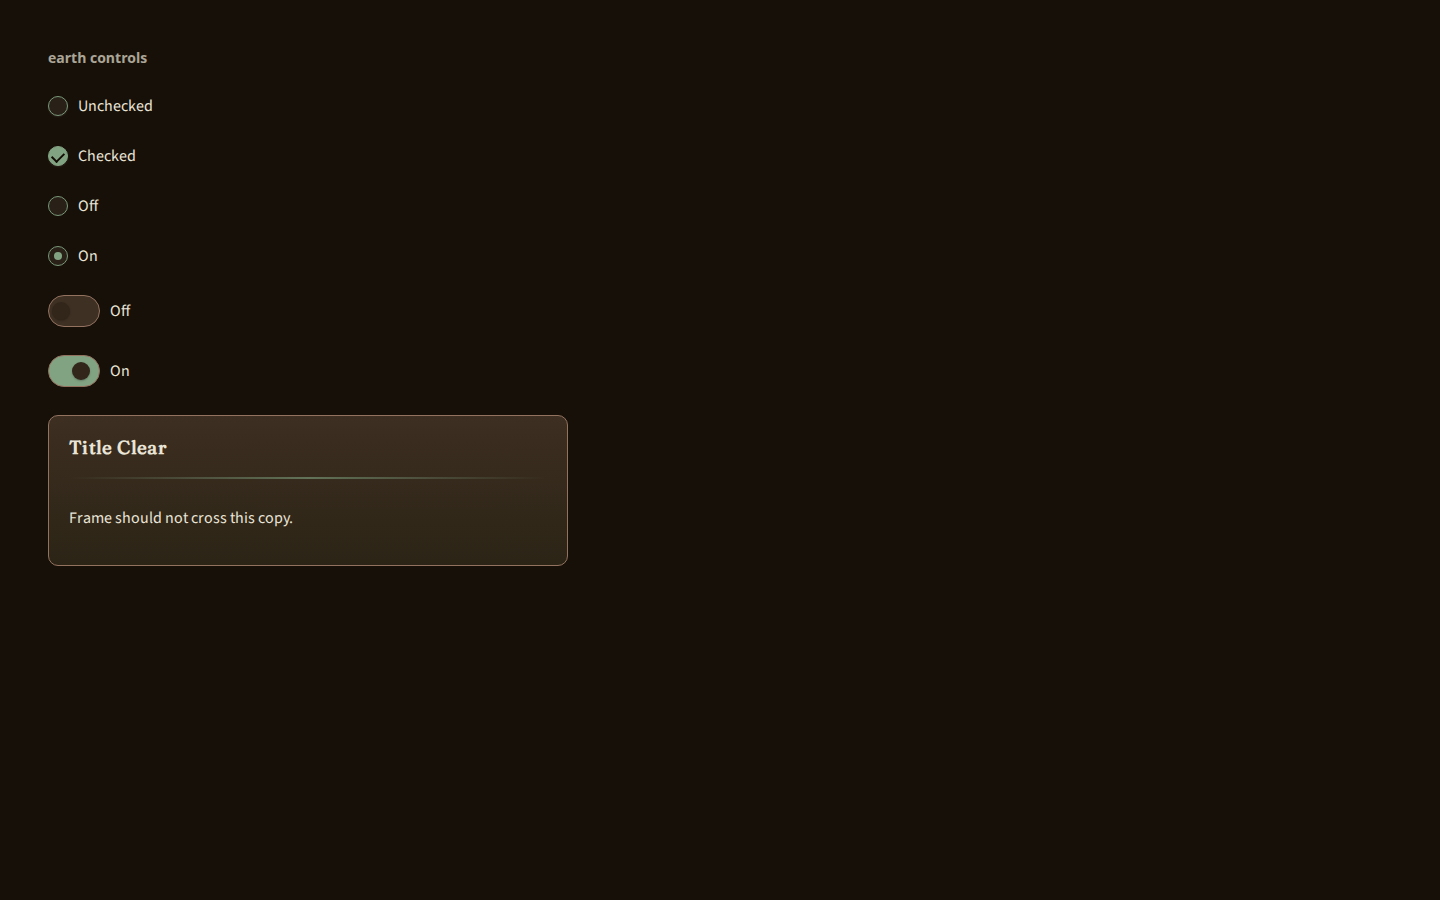 earth controls
Unchecked
Checked
Off
On
Off
On
Title Clear
Frame should not cross this copy.